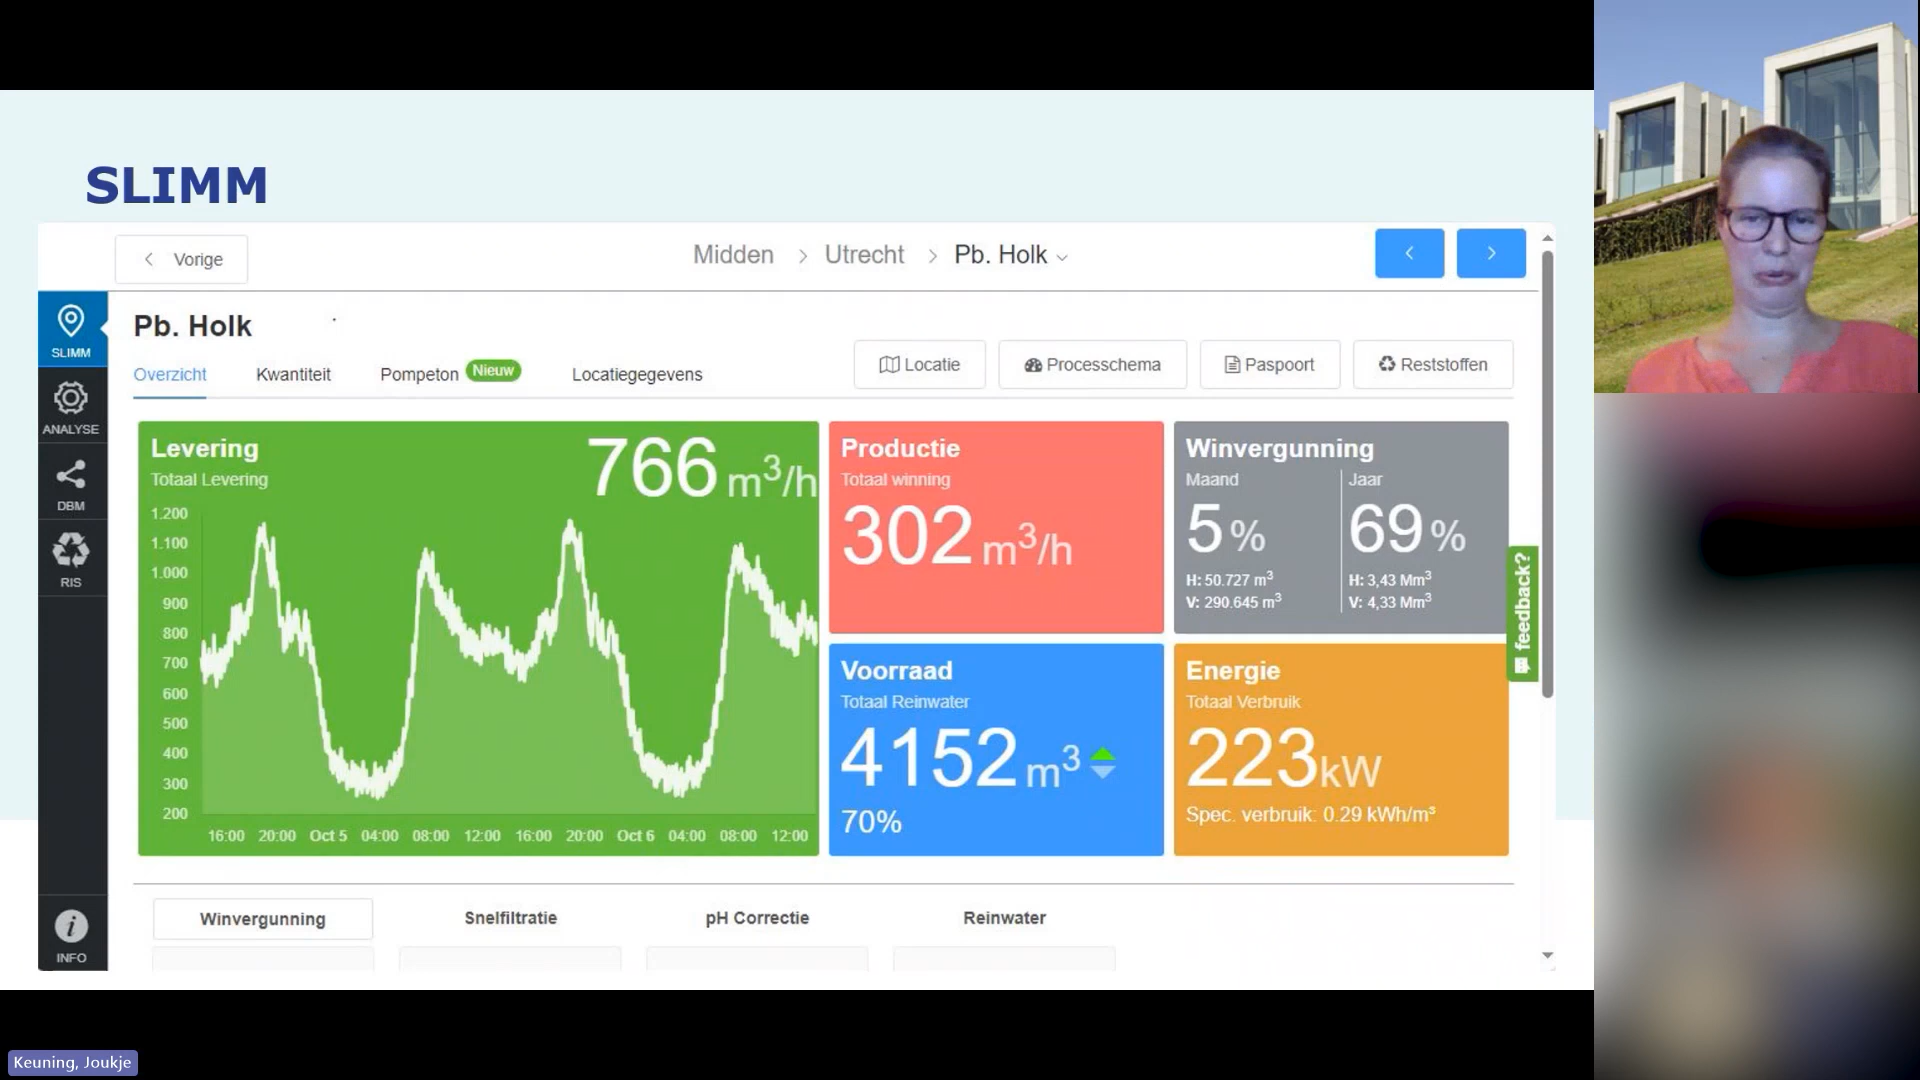 SLIMM
Vorige
Midden > Utrecht > Pb. Holk
SLIMM
ANALYSE
DBM
RIS
INFO
Pb. Holk
Overzicht Kwantiteit Pompeton Nieuw Locatiegegevens
Locatie Processchema Paspoort Reststoffen
Levering
Totaal Levering
766 m³/h
1.200
1.100
1.000
900
800
700
600
500
400
300
200
16:00 20:00 Oct 5 04:00 08:00 12:00 16:00 20:00 Oct 6 04:00 08:00 12:00
Productie
Totaal winning
302 m³/h
Winvergunning
Maand Jaar
5 % 69 %
H: 50.727 m³ H: 3,43 Mm³
V: 290.645 m³ V: 4,33 Mm³
Voorraad
Totaal Reinwater
4152 m³
70%
Energie
Totaal Verbruik
223 kW
Spec. verbruik: 0.29 kWh/m³
feedback?
Winvergunning Snelfiltratie pH Correctie Reinwater
Keuning, Joukje